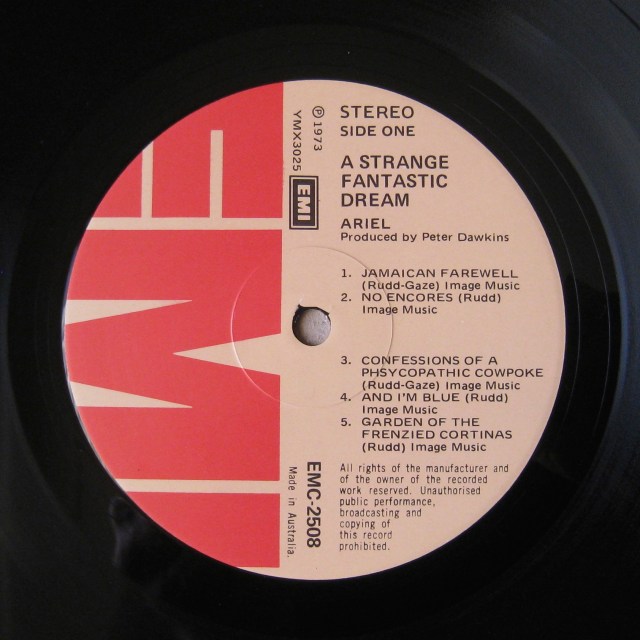 STEREO
SIDE ONE
A STRANGE
FANTASTIC
DREAM
ARIEL
Produced by Peter Dawkins
1. JAMAICAN FAREWELL
(Rudd-Gaze) Image Music
2. NO ENCORES (Rudd)
Image Music
3. CONFESSIONS OF A
PHSYCOPATHIC COWPOKE
(Rudd-Gaze) Image Music
4. AND I'M BLUE (Rudd)
Image Music
5. GARDEN OF THE
FRENZIED CORTINAS
(Rudd) Image Music
All rights of the manufacturer and
of the owner of the recorded
work reserved. Unauthorised
public performance,
broadcasting and
copying of
this record
prohibited.
℗ 1973
YMX3025
EMI
EMC-2508
Made in Australia.
EMI